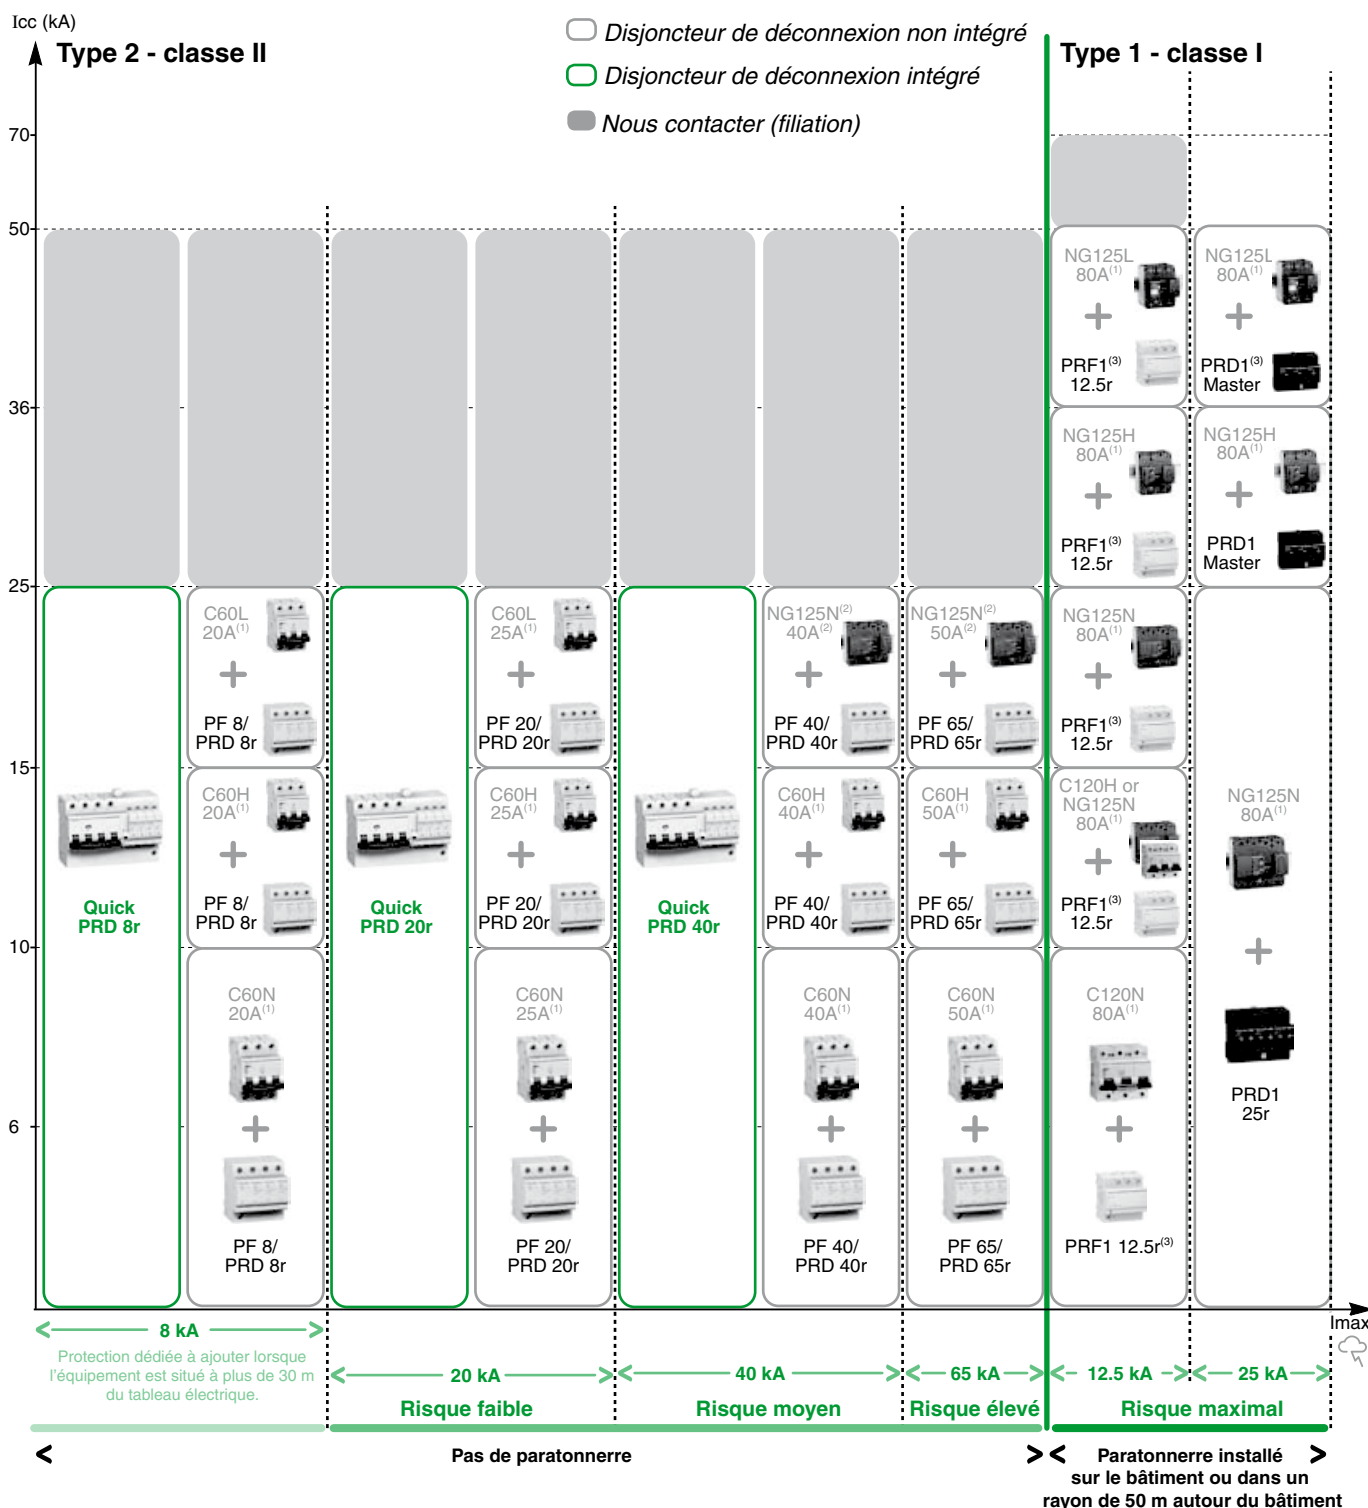 Icc (kA)
Type 2 - classe II
Disjoncteur de déconnexion non intégré
Disjoncteur de déconnexion intégré
Nous contacter (filiation)
Type 1 - classe I
70
50
NG125L
80A(1)
PRF1(3)
12.5r
NG125L
80A(1)
PRD1(3)
Master
36
NG125H
80A(1)
PRF1(3)
12.5r
NG125H
80A(1)
PRD1
Master
25
C60L
20A(1)
PF 8/
PRD 8r
C60L
25A(1)
PF 20/
PRD 20r
NG125N(2)
40A(2)
PF 40/
PRD 40r
NG125N(2)
50A(2)
PF 65/
PRD 65r
NG125N
80A(1)
PRF1(3)
12.5r
15
Quick
PRD 8r
C60H
20A(1)
PF 8/
PRD 8r
Quick
PRD 20r
C60H
25A(1)
PF 20/
PRD 20r
Quick
PRD 40r
C60H
40A(1)
PF 40/
PRD 40r
C60H
50A(1)
PF 65/
PRD 65r
C120H or
NG125N
80A(1)
PRF1(3)
12.5r
NG125N
80A(1)
PRD1
25r
10
C60N
20A(1)
PF 8/
PRD 8r
C60N
25A(1)
PF 20/
PRD 20r
C60N
40A(1)
PF 40/
PRD 40r
C60N
50A(1)
PF 65/
PRD 65r
C120N
80A(1)
PRF1 12.5r(3)
6
Imax
8 kA
Protection dédiée à ajouter lorsque
l'équipement est situé à plus de 30 m
du tableau électrique.
20 kA
40 kA
65 kA
12.5 kA
25 kA
Risque faible
Risque moyen
Risque élevé
Risque maximal
Pas de paratonnerre
Paratonnerre installé
sur le bâtiment ou dans un
rayon de 50 m autour du bâtiment